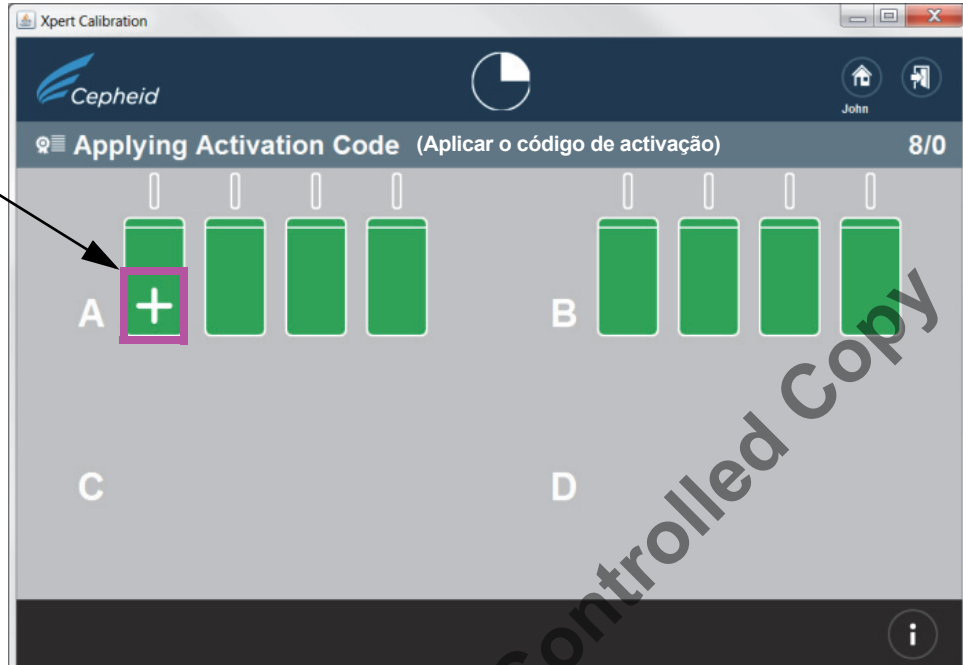 Xpert Calibration
Cepheid
John
Applying Activation Code (Aplicar o código de activação) 8/0
A B
C D
i
Controlled Copy